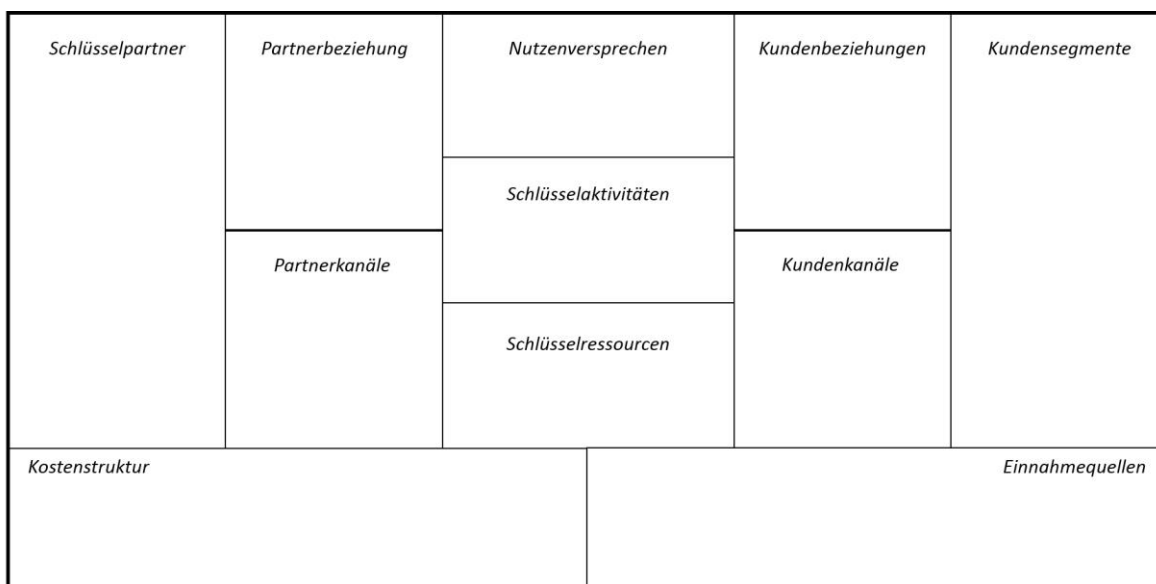 Schlüsselpartner
Partnerbeziehung
Nutzenversprechen
Kundenbeziehungen
Kundensegmente
Schlüsselaktivitäten
Partnerkanäle
Kundenkanäle
Schlüsselressourcen
Kostenstruktur
Einnahmequellen